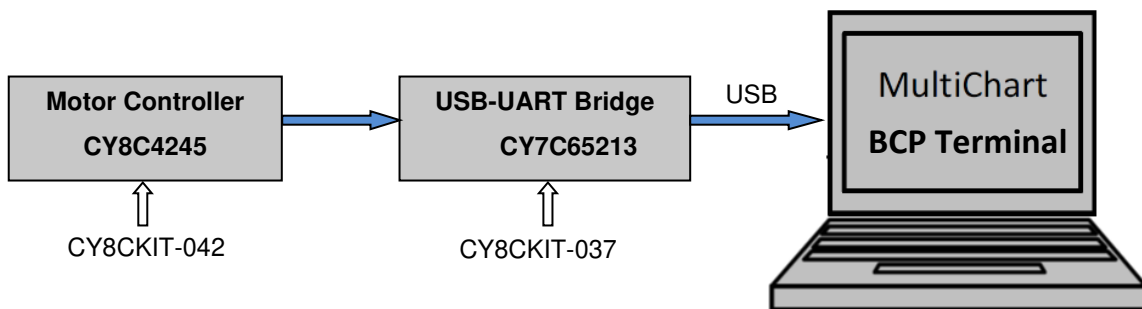 Motor Controller
CY8C4245
USB-UART Bridge
CY7C65213
USB
MultiChart
BCP Terminal
CY8CKIT-042
CY8CKIT-037